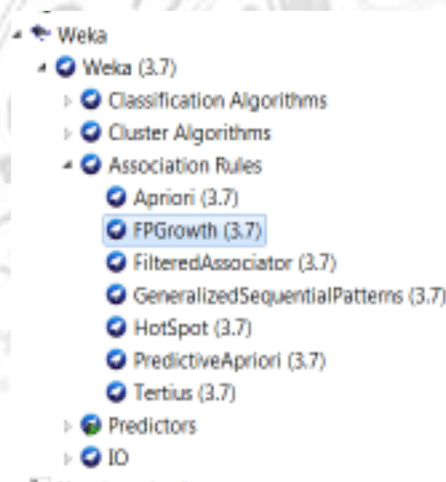 Weka
Weka (3.7)
Classification Algorithms
Cluster Algorithms
Association Rules
Apriori (3.7)
FPGrowth (3.7)
FilteredAssociator (3.7)
GeneralizedSequentialPatterns (3.7)
HotSpot (3.7)
PredictiveApriori (3.7)
Tertius (3.7)
Predictors
IO